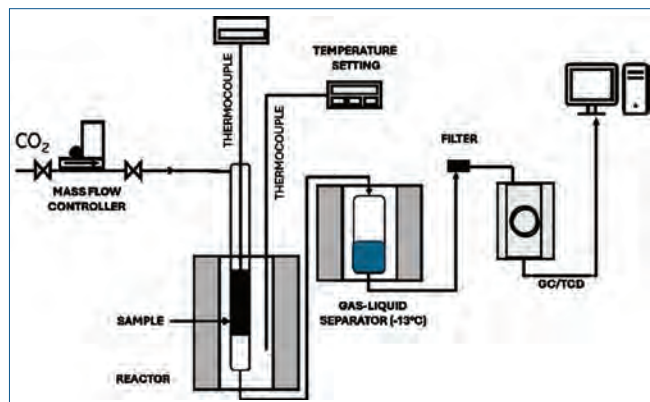 THERMOCOUPLE
TEMPERATURE
SETTING
THERMOCOUPLE
CO2
MASS FLOW
CONTROLLER
FILTER
GC/TCD
GAS-LIQUID
SEPARATOR (-13°C)
SAMPLE
REACTOR